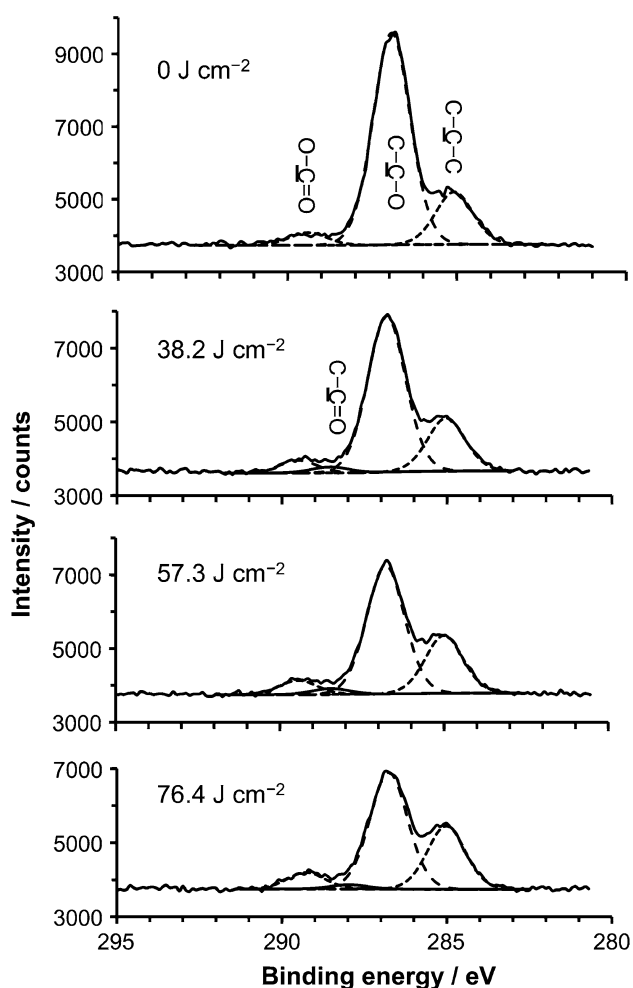 9000
7000
5000
3000
0 J cm⁻²
O–C=O
C–C–O
C–C–C
7000
5000
3000
38.2 J cm⁻²
C–C=O
7000
5000
3000
57.3 J cm⁻²
7000
5000
3000
76.4 J cm⁻²
295
290
285
280
Intensity / counts
Binding energy / eV